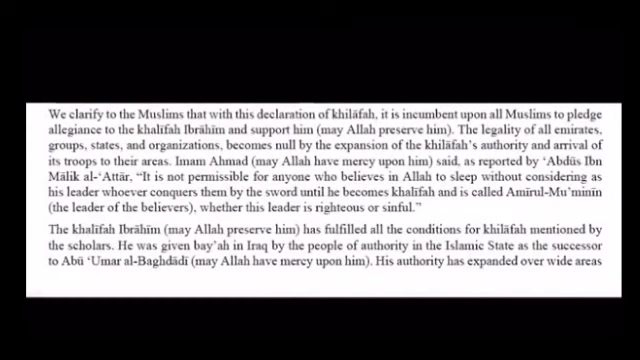 We clarify to the Muslims that with this declaration of khilāfah, it is incumbent upon all Muslims to pledge
allegiance to the khalīfah Ibrāhīm and support him (may Allah preserve him). The legality of all emirates,
groups, states, and organizations, becomes null by the expansion of the khilāfah's authority and arrival of
its troops to their areas. Imam Ahmad (may Allah have mercy upon him) said, as reported by 'Abdūs Ibn
Mālik al-'Attār, "It is not permissible for anyone who believes in Allah to sleep without considering as
his leader whoever conquers them by the sword until he becomes khalīfah and is called Amīrul-Mu'minīn
(the leader of the believers), whether this leader is righteous or sinful."
The khalīfah Ibrāhīm (may Allah preserve him) has fulfilled all the conditions for khilāfah mentioned by
the scholars. He was given bay'ah in Iraq by the people of authority in the Islamic State as the successor
to Abū 'Umar al-Baghdādī (may Allah have mercy upon him). His authority has expanded over wide areas